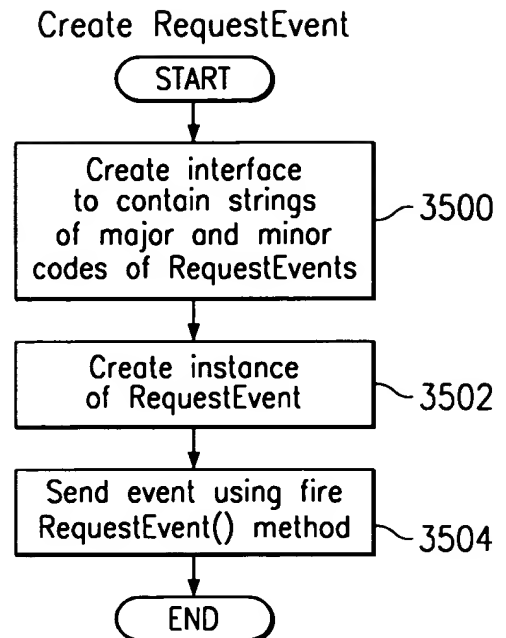 Create RequestEvent
START
Create interface
to contain strings
of major and minor
codes of RequestEvents
3500
Create instance
of RequestEvent
3502
Send event using fire
RequestEvent() method
3504
END